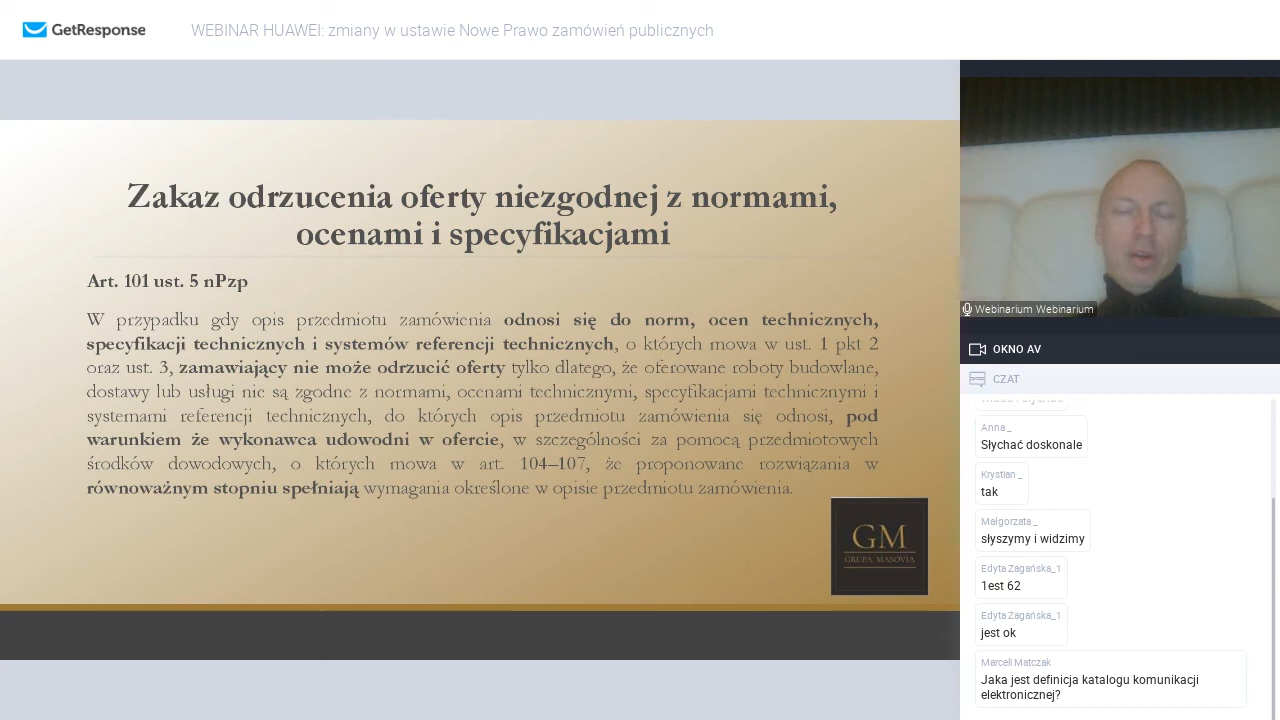 GetResponse
WEBINAR HUAWEI: zmiany w ustawie Nowe Prawo zamówień publicznych
Zakaz odrzucenia oferty niezgodnej z normami,
ocenami i specyfikacjami
Art. 101 ust. 5 nPzp
W przypadku gdy opis przedmiotu zamówienia odnosi się do norm, ocen technicznych,
specyfikacji technicznych i systemów referencji technicznych, o których mowa w ust. 1 pkt 2
oraz ust. 3, zamawiający nie może odrzucić oferty tylko dlatego, że oferowane roboty budowlane,
dostawy lub usługi nie są zgodne z normami, ocenami technicznymi, specyfikacjami technicznymi i
systemami referencji technicznych, do których opis przedmiotu zamówienia się odnosi, pod
warunkiem że wykonawca udowodni w ofercie, w szczególności za pomocą przedmiotowych
środków dowodowych, o których mowa w art. 104–107, że proponowane rozwiązania w
równoważnym stopniu spełniają wymagania określone w opisie przedmiotu zamówienia.
GM
GRUPA MASOVIA
Webinarium Webinarium
OKNO AV
CZAT
Anna _
Słychać doskonale
Krystian _
tak
Małgorzata _
słyszymy i widzimy
Edyta Zagańska_1
1est 62
Edyta Zagańska_1
jest ok
Marceli Matczak
Jaka jest definicja katalogu komunikacji
elektronicznej?